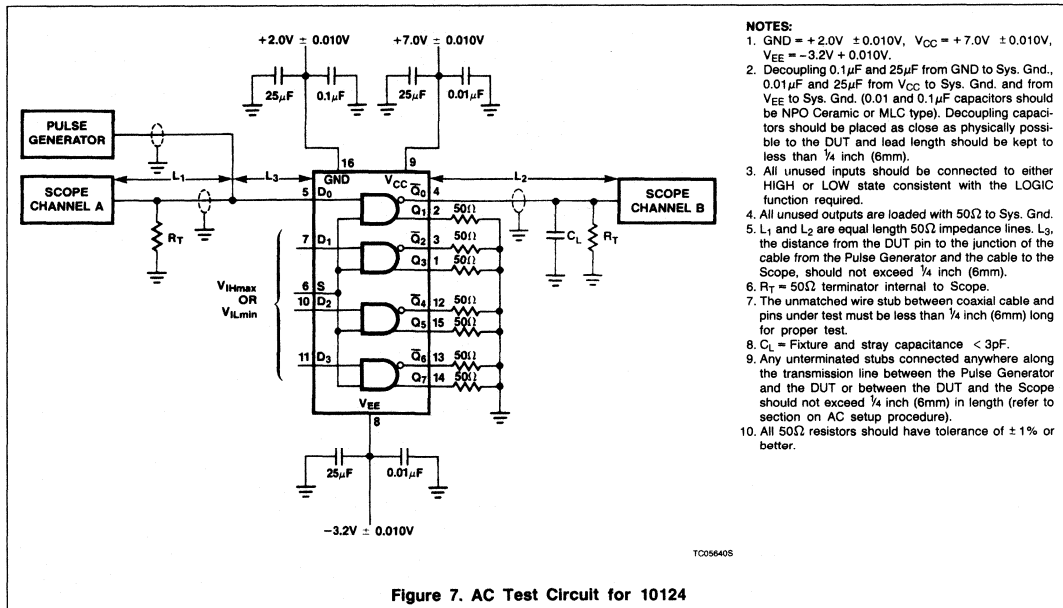 +2.0V ± 0.010V
+7.0V ± 0.010V
25μF
0.1μF
25μF
0.01μF
PULSE
GENERATOR
SCOPE
CHANNEL A
L1
L3
RT
16
GND
9
VCC
5 D0
Q̅0 4
Q1 2 50Ω
7 D1
Q̅2 3 50Ω
Q3 1 50Ω
VIHmax
OR
VILmin
6 S
10 D2
Q̅4 12 50Ω
Q5 15 50Ω
11 D3
Q̅6 13 50Ω
Q7 14 50Ω
VEE
8
L2
SCOPE
CHANNEL B
CL
RT
25μF
0.01μF
−3.2V ± 0.010V
TC05640S
NOTES:
1. GND = +2.0V ±0.010V, VCC = +7.0V ±0.010V,
VEE = −3.2V + 0.010V.
2. Decoupling 0.1μF and 25μF from GND to Sys. Gnd.,
0.01μF and 25μF from VCC to Sys. Gnd. and from
VEE to Sys. Gnd. (0.01 and 0.1μF capacitors should
be NPO Ceramic or MLC type). Decoupling capaci-
tors should be placed as close as physically possi-
ble to the DUT and lead length should be kept to
less than 1/4 inch (6mm).
3. All unused inputs should be connected to either
HIGH or LOW state consistent with the LOGIC
function required.
4. All unused outputs are loaded with 50Ω to Sys. Gnd.
5. L1 and L2 are equal length 50Ω impedance lines. L3,
the distance from the DUT pin to the junction of the
cable from the Pulse Generator and the cable to the
Scope, should not exceed 1/4 inch (6mm).
6. RT = 50Ω terminator internal to Scope.
7. The unmatched wire stub between coaxial cable and
pins under test must be less than 1/4 inch (6mm) long
for proper test.
8. CL = Fixture and stray capacitance < 3pF.
9. Any unterminated stubs connected anywhere along
the transmission line between the Pulse Generator
and the DUT or between the DUT and the Scope
should not exceed 1/4 inch (6mm) in length (refer to
section on AC setup procedure).
10. All 50Ω resistors should have tolerance of ±1% or
better.
Figure 7. AC Test Circuit for 10124